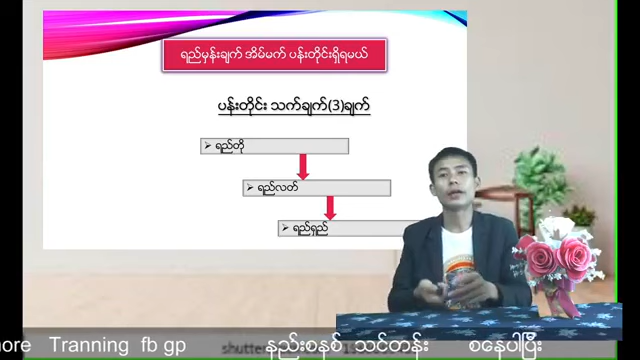 ရည်မှန်းချက် အိမ်မက် ပန်းတိုင်းရှိရမယ်
ပန်းတိုင်း သက်ချက်(3)ချက်
➢ ရည်တို
➢ ရည်လတ်
➢ ရည်ရှည်
ore Tranning fb gp နည်းစနစ် သင်တန်း စနေပါပြီး